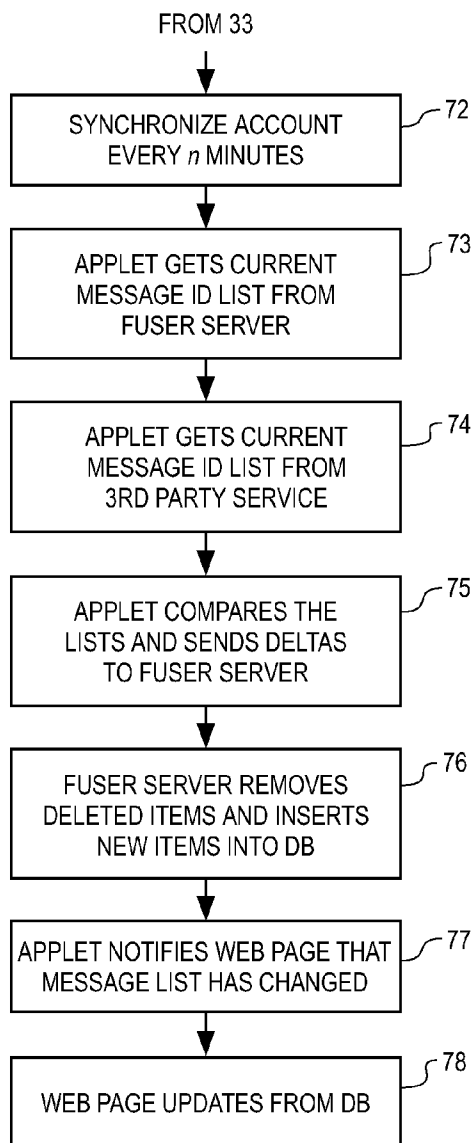 FROM 33
SYNCHRONIZE ACCOUNT
EVERY n MINUTES
72
APPLET GETS CURRENT
MESSAGE ID LIST FROM
FUSER SERVER
73
APPLET GETS CURRENT
MESSAGE ID LIST FROM
3RD PARTY SERVICE
74
APPLET COMPARES THE
LISTS AND SENDS DELTAS
TO FUSER SERVER
75
FUSER SERVER REMOVES
DELETED ITEMS AND INSERTS
NEW ITEMS INTO DB
76
APPLET NOTIFIES WEB PAGE THAT
MESSAGE LIST HAS CHANGED
77
WEB PAGE UPDATES FROM DB
78